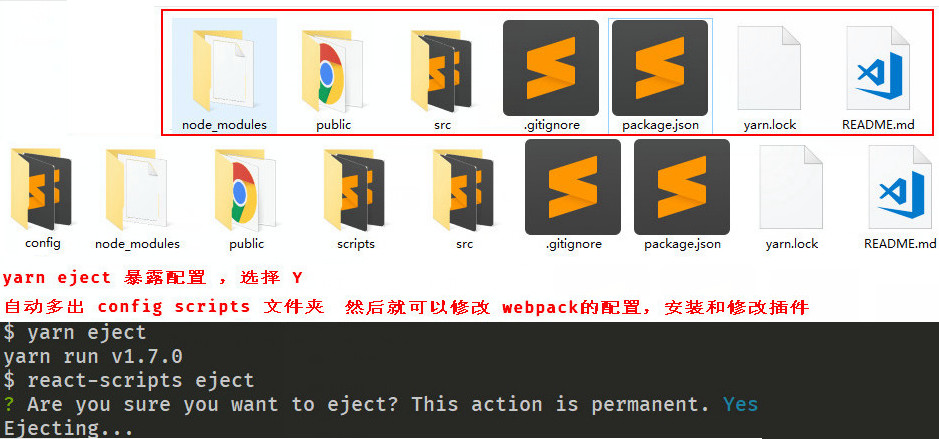 node_modules public src .gitignore package.json yarn.lock README.md
config node_modules public scripts src .gitignore package.json yarn.lock README.md
yarn eject 暴露配置 ，选择 Y
自动多出 config scripts 文件夹 然后就可以修改 webpack的配置，安装和修改插件
$ yarn eject
yarn run v1.7.0
$ react-scripts eject
? Are you sure you want to eject? This action is permanent. Yes
Ejecting...